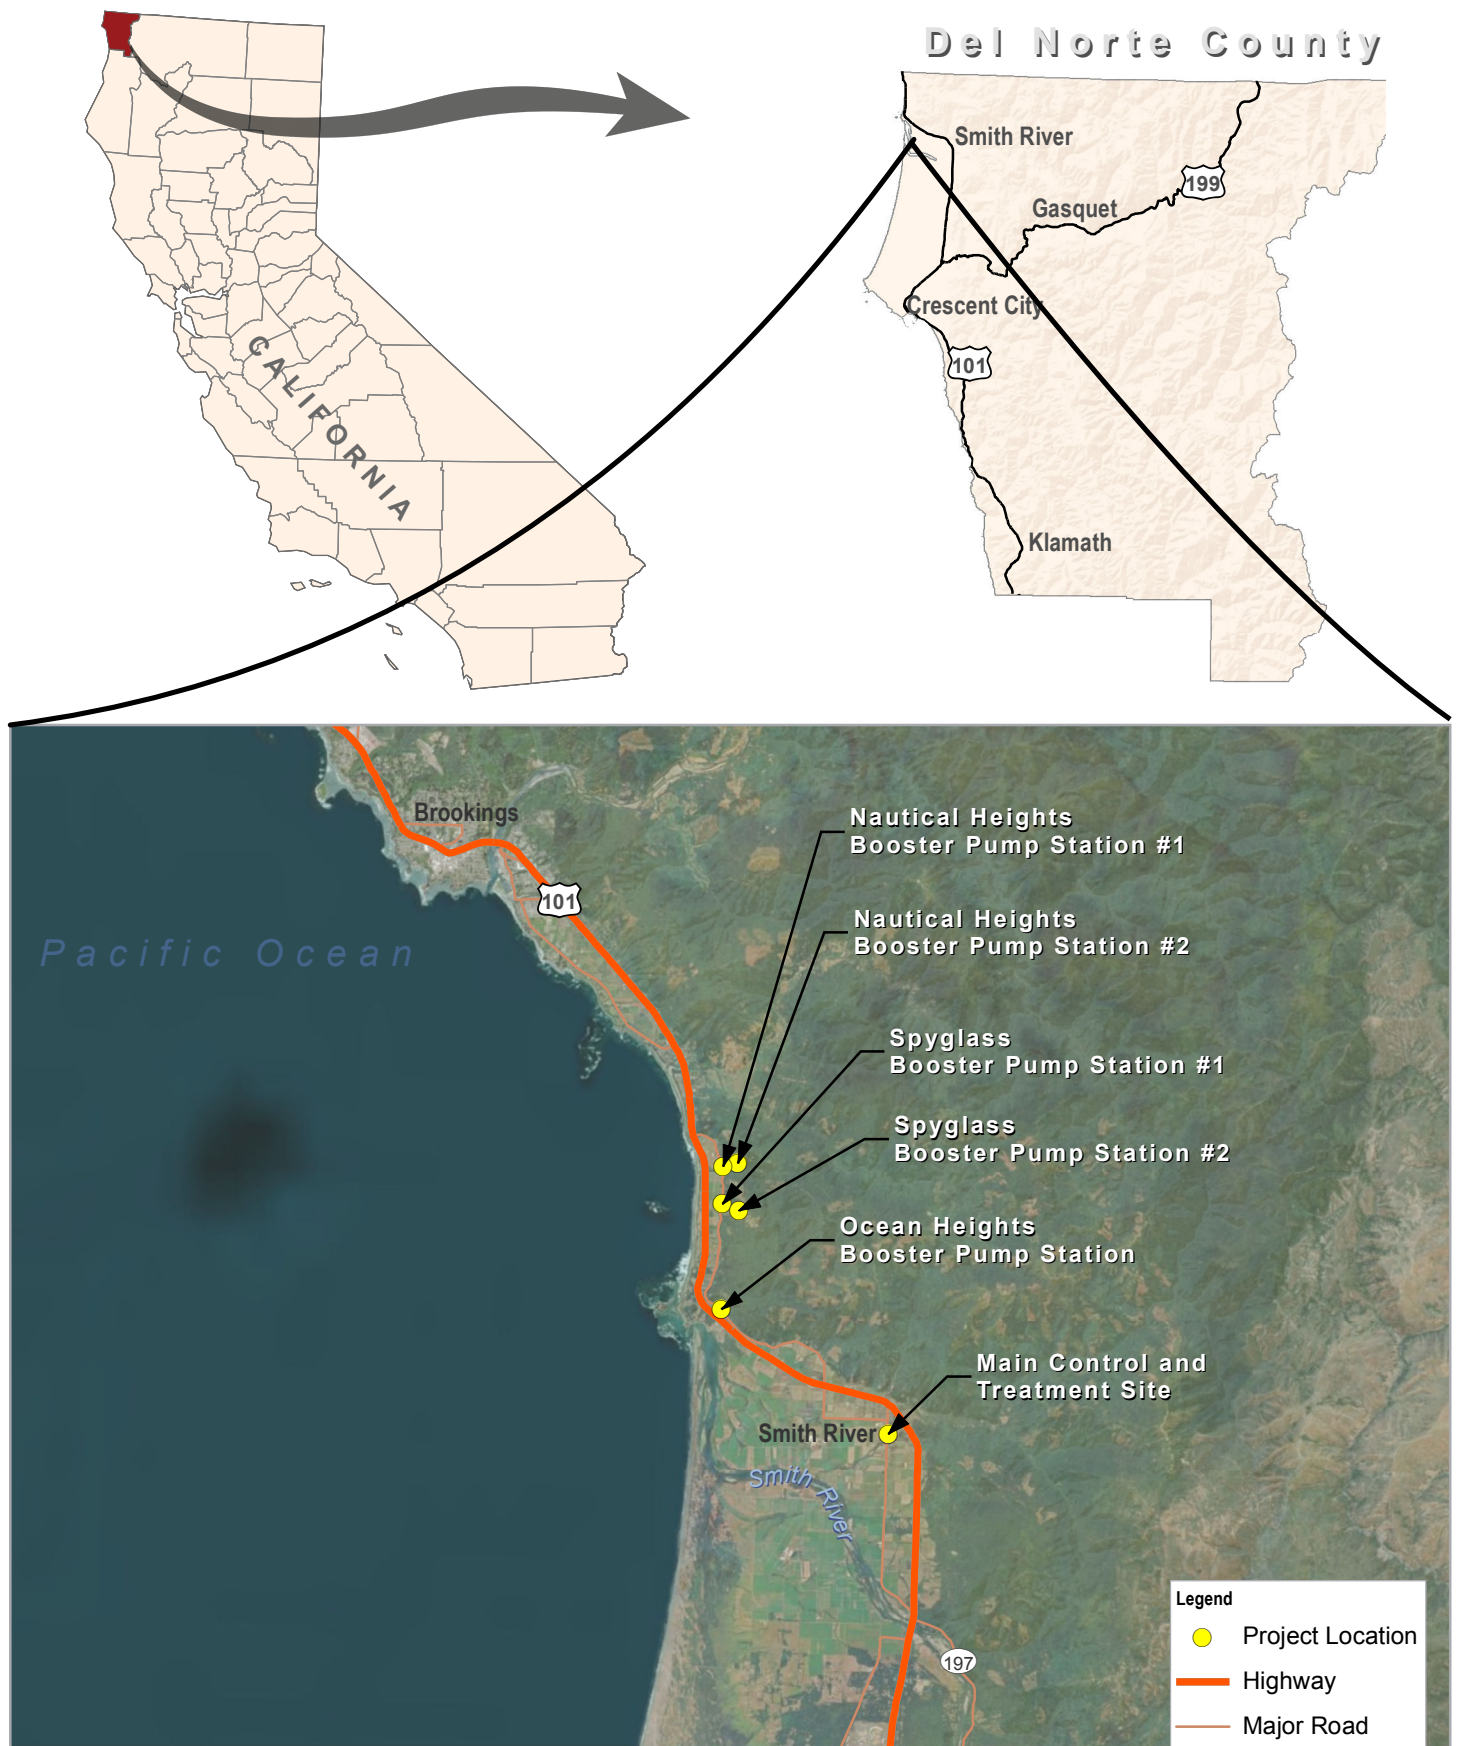 Del Norte County
Smith River
199
Gasquet
Crescent City
101
Klamath
CALIFORNIA
Brookings
101
Pacific Ocean
Nautical Heights
Booster Pump Station #1
Nautical Heights
Booster Pump Station #2
Spyglass
Booster Pump Station #1
Spyglass
Booster Pump Station #2
Ocean Heights
Booster Pump Station
Main Control and
Treatment Site
Smith River
Smith River
197
Legend
Project Location
Highway
Major Road